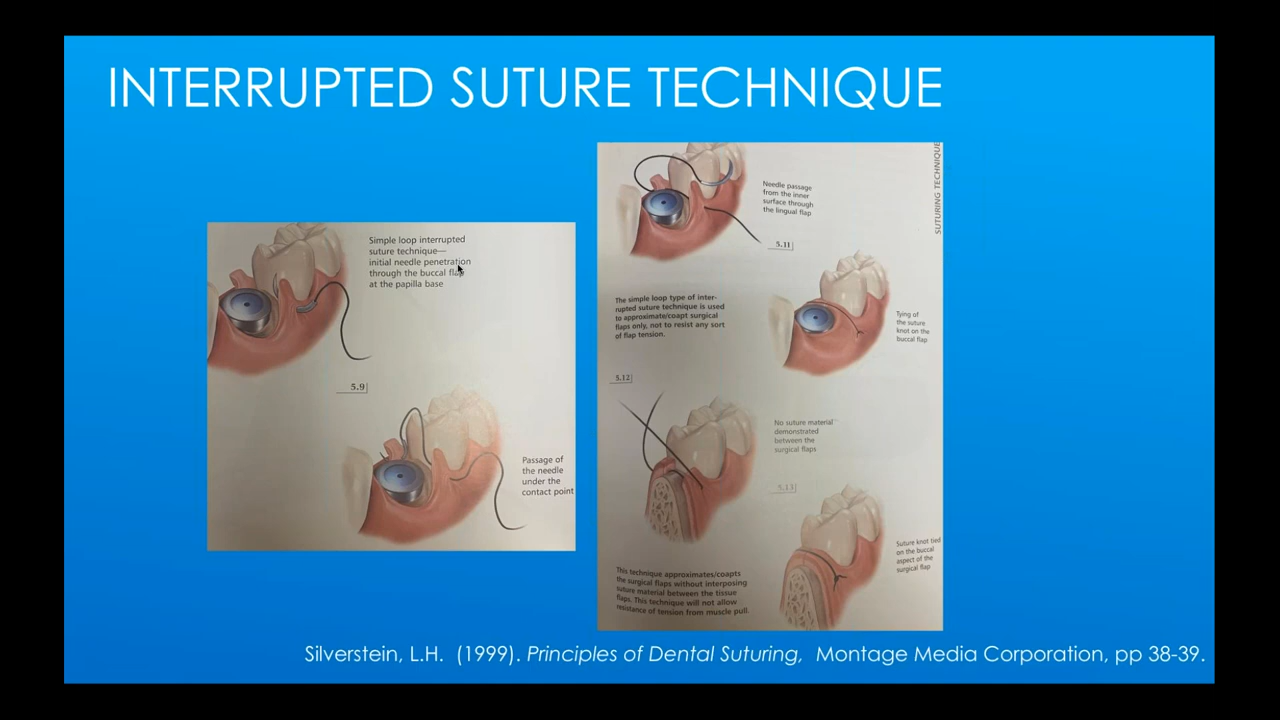 INTERRUPTED SUTURE TECHNIQUE
Simple loop interrupted
suture technique—
initial needle penetration
through the buccal flap
at the papilla base
5.9
Passage of
the needle
under the
contact point
SUTURING TECHNIQUE
Needle passage
from the inner
surface through
the lingual flap
5.11
The simple loop type of inter-
rupted suture technique is used
to approximate/coapt surgical
flaps only, not to resist any sort
of flap tension.
Tying of
the suture
knot on the
buccal flap
5.12
No suture material
demonstrated
between the
surgical flaps
5.13
Suture knot tied
on the buccal
aspect of the
surgical flap
This technique approximates/coapts
the surgical flaps without interposing
suture material between the tissue
flaps. This technique will not allow
resistance of tension from muscle pull.
Silverstein, L.H. (1999). Principles of Dental Suturing, Montage Media Corporation, pp 38-39.